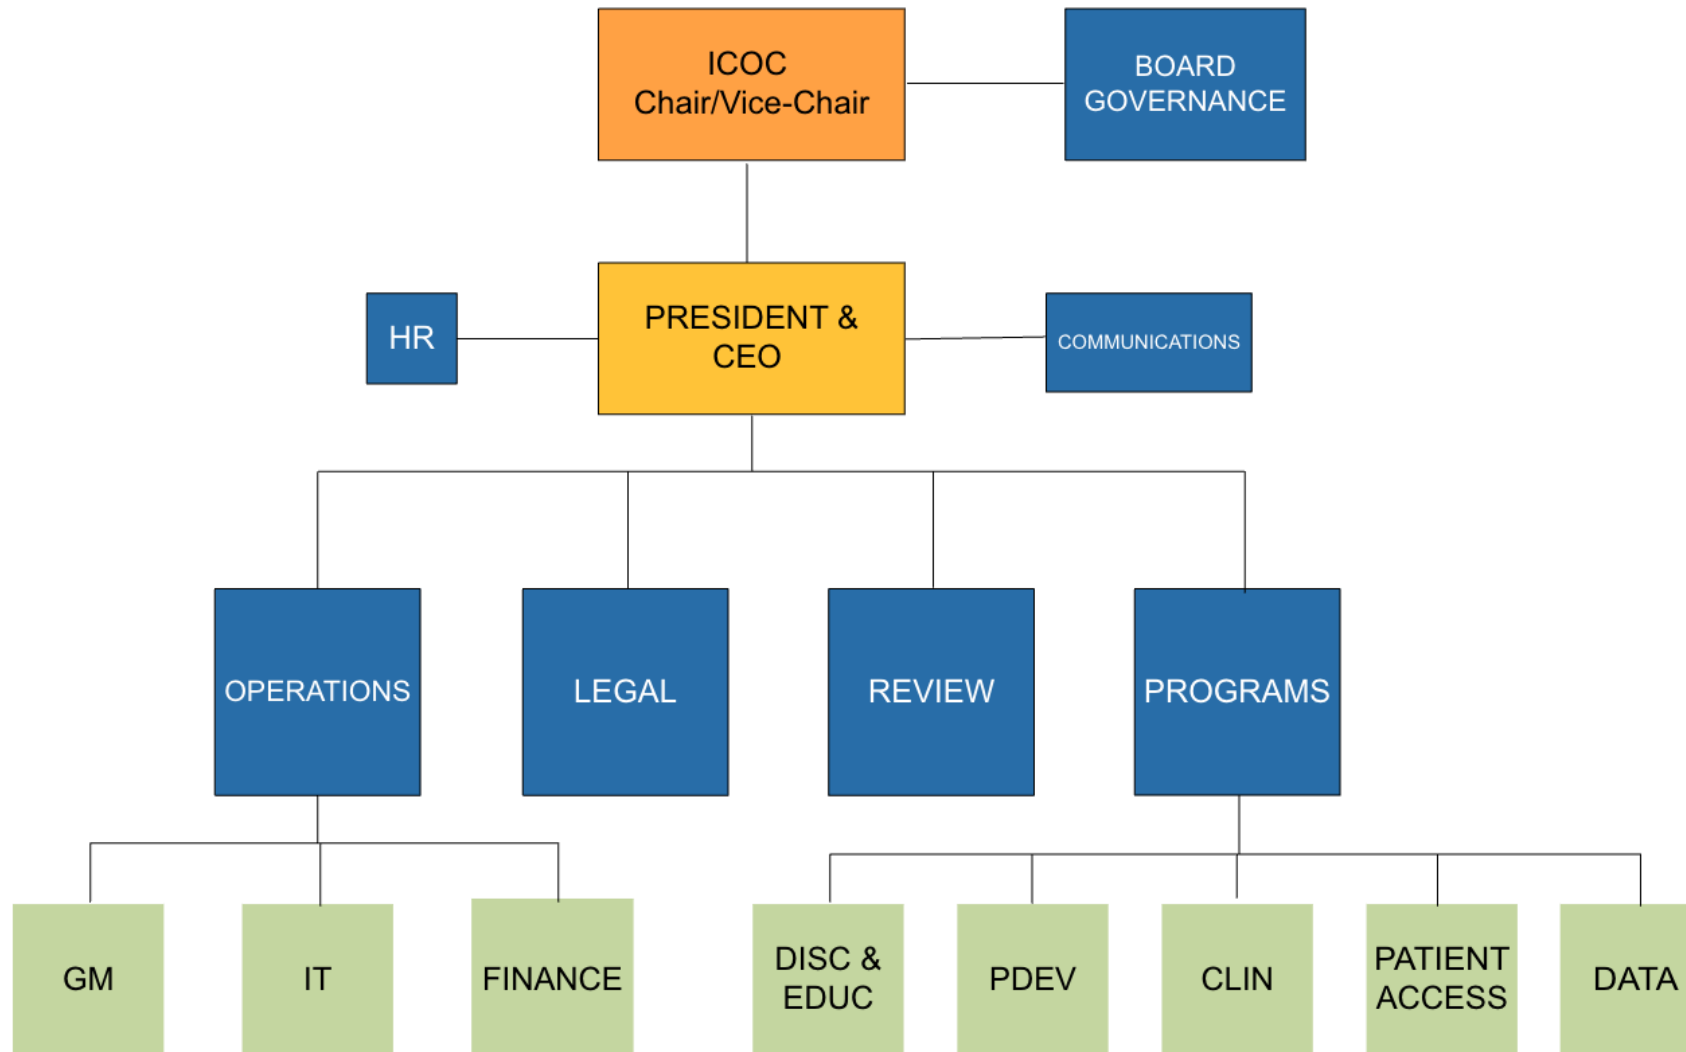 ICOC
Chair/Vice-Chair
BOARD
GOVERNANCE
HR
PRESIDENT &
CEO
COMMUNICATIONS
OPERATIONS
LEGAL
REVIEW
PROGRAMS
GM
IT
FINANCE
DISC &
EDUC
PDEV
CLIN
PATIENT
ACCESS
DATA